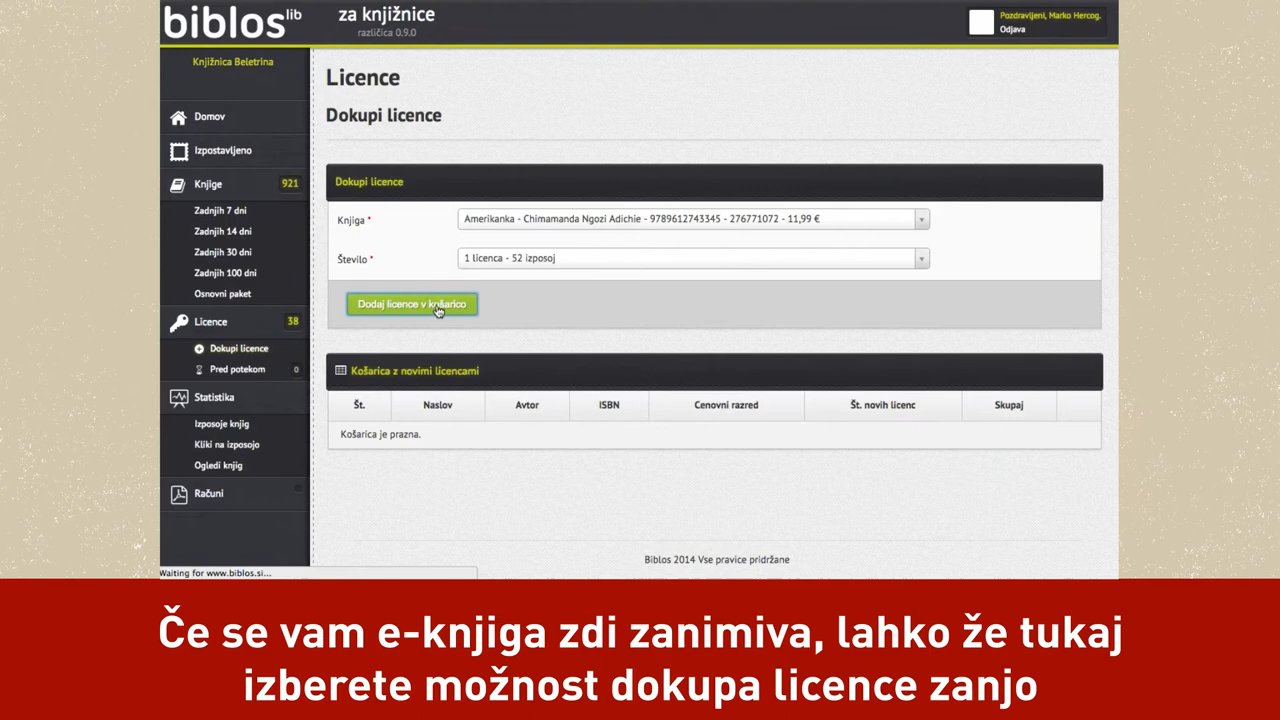 bibloslib
za knjižnice
različica 0.9.0
Pozdravljeni, Marko Hercog.
Odjava
Knjižnica Beletrina
Domov
Izpostavljeno
Knjige 921
Zadnjih 7 dni
Zadnjih 14 dni
Zadnjih 30 dni
Zadnjih 100 dni
Osnovni paket
Licence 38
Dokupi licence
Pred potekom 0
Statistika
Izposoje knjig
Kliki na izposojo
Ogledi knjig
Računi
Licence
Dokupi licence
Dokupi licence
Knjiga * Amerikanka - Chimamanda Ngozi Adichie - 9789612743345 - 276771072 - 11,99 €
Število * 1 licenca - 52 izposoj
Dodaj licence v košarico
Košarica z novimi licencami
Št. Naslov Avtor ISBN Cenovni razred Št. novih licenc Skupaj
Košarica je prazna.
Biblos 2014 Vse pravice pridržane
Waiting for www.biblos.si...
Če se vam e-knjiga zdi zanimiva, lahko že tukaj
izberete možnost dokupa licence zanjo